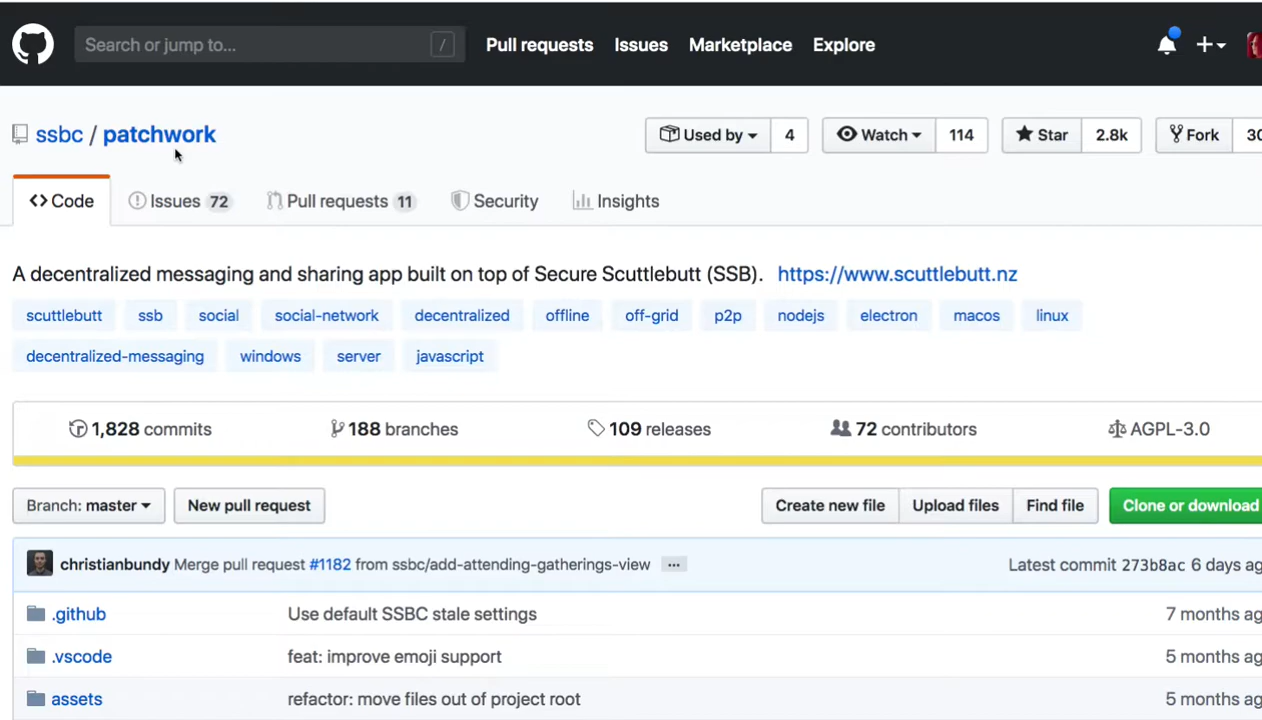 Search or jump to... / Pull requests Issues Marketplace Explore
ssbc / patchwork Used by 4 Watch 114 Star 2.8k Fork
Code Issues 72 Pull requests 11 Security Insights
A decentralized messaging and sharing app built on top of Secure Scuttlebutt (SSB). https://www.scuttlebutt.nz
scuttlebutt ssb social social-network decentralized offline off-grid p2p nodejs electron macos linux
decentralized-messaging windows server javascript
1,828 commits 188 branches 109 releases 72 contributors AGPL-3.0
Branch: master New pull request Create new file Upload files Find file Clone or download
christianbundy Merge pull request #1182 from ssbc/add-attending-gatherings-view ... Latest commit 273b8ac 6 days ag
.github Use default SSBC stale settings 7 months ag
.vscode feat: improve emoji support 5 months ag
assets refactor: move files out of project root 5 months ag